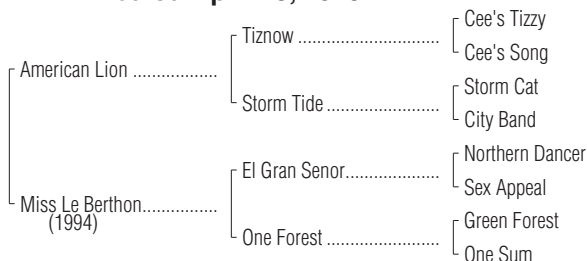 Tiznow
Cee's Tizzy
Cee's Song
American Lion
Storm Tide
Storm Cat
City Band
El Gran Senor
Northern Dancer
Sex Appeal
Miss Le Berthon
(1994)
One Forest
Green Forest
One Sum